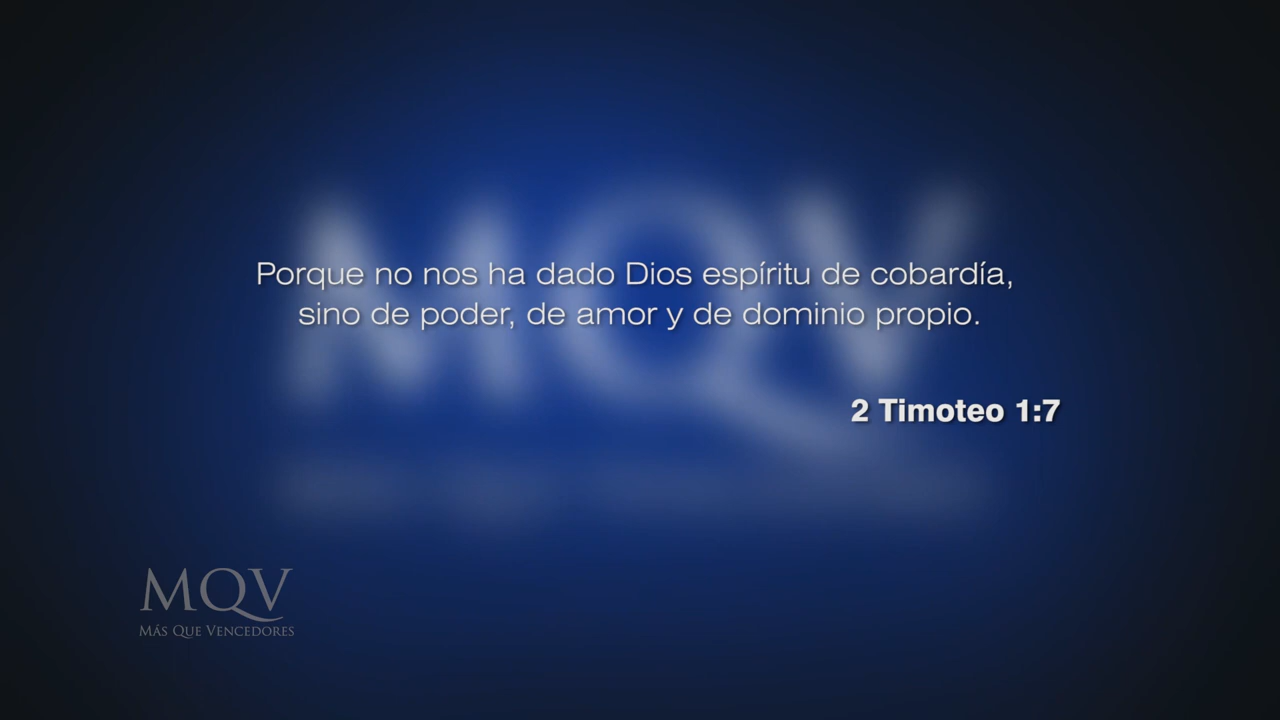 Porque no nos ha dado Dios espíritu de cobardía,
sino de poder, de amor y de dominio propio.
2 Timoteo 1:7
MQV
MÁS QUE VENCEDORES